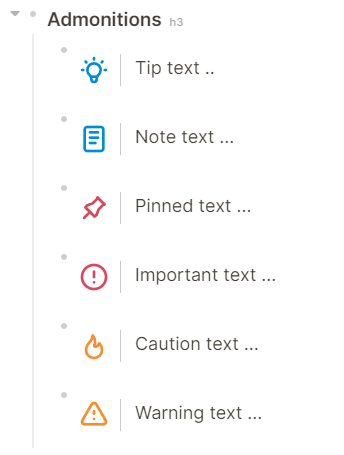 Admonitions h3
Tip text ..
Note text ...
Pinned text ...
Important text ...
Caution text ...
Warning text ...